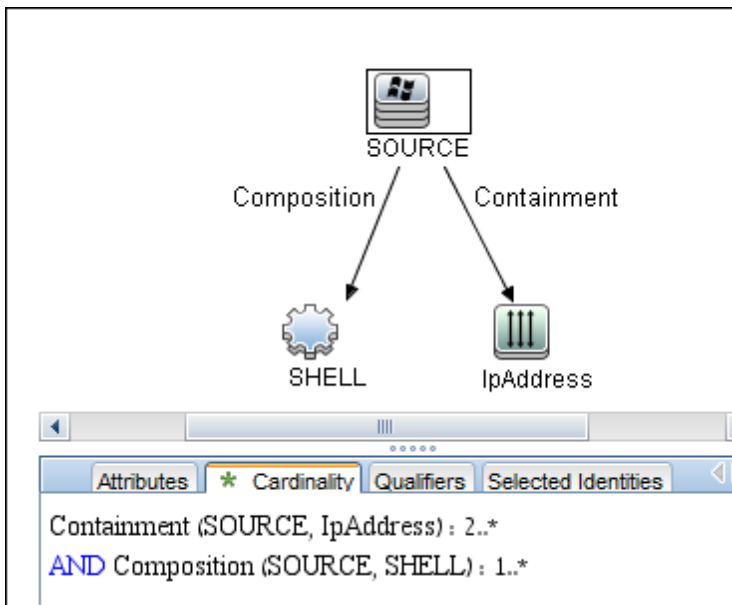 SOURCE
Composition
Containment
SHELL
IpAddress
Attributes
* Cardinality
Qualifiers
Selected Identities
Containment (SOURCE, IpAddress) : 2..*
AND Composition (SOURCE, SHELL) : 1..*